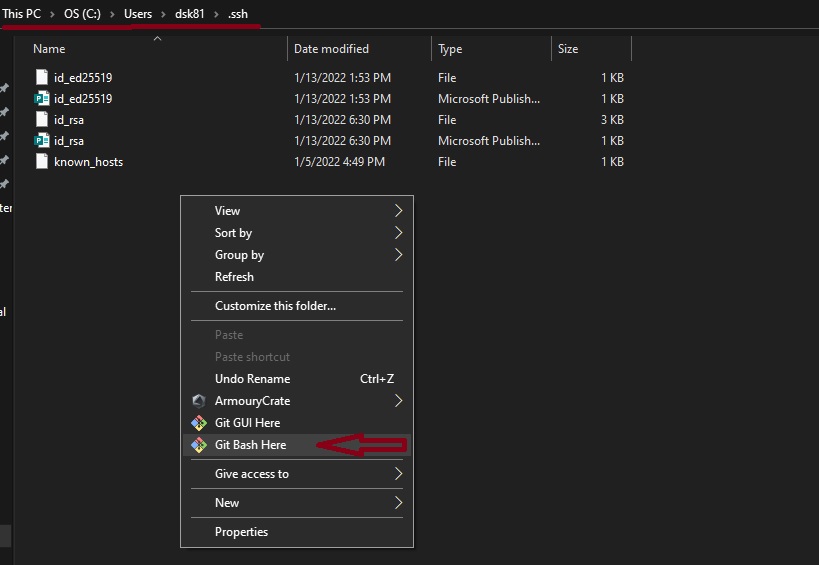 This PC > OS (C:) > Users > dsk81 > .ssh
Name Date modified Type Size
id_ed25519 1/13/2022 1:53 PM File 1 KB
id_ed25519 1/13/2022 1:53 PM Microsoft Publish... 1 KB
id_rsa 1/13/2022 6:30 PM File 3 KB
id_rsa 1/13/2022 6:30 PM Microsoft Publish... 1 KB
known_hosts 1/5/2022 4:49 PM File 1 KB
View
Sort by
Group by
Refresh
Customize this folder...
Paste
Paste shortcut
Undo Rename Ctrl+Z
ArmouryCrate
Git GUI Here
Git Bash Here
Give access to
New
Properties